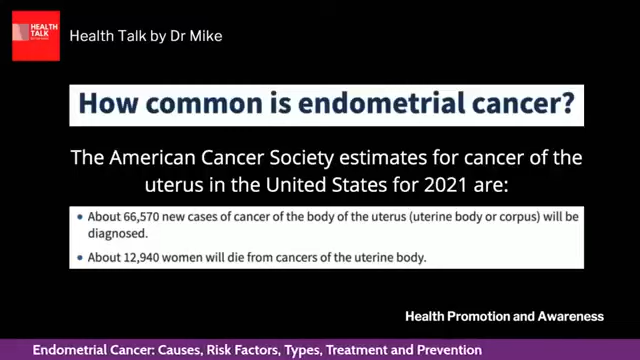 HEALTH
TALK
Health Talk by Dr Mike
How common is endometrial cancer?
The American Cancer Society estimates for cancer of the
uterus in the United States for 2021 are:
• About 66,570 new cases of cancer of the body of the uterus (uterine body or corpus) will be
diagnosed.
• About 12,940 women will die from cancers of the uterine body.
Health Promotion and Awareness
Endometrial Cancer: Causes, Risk Factors, Types, Treatment and Prevention